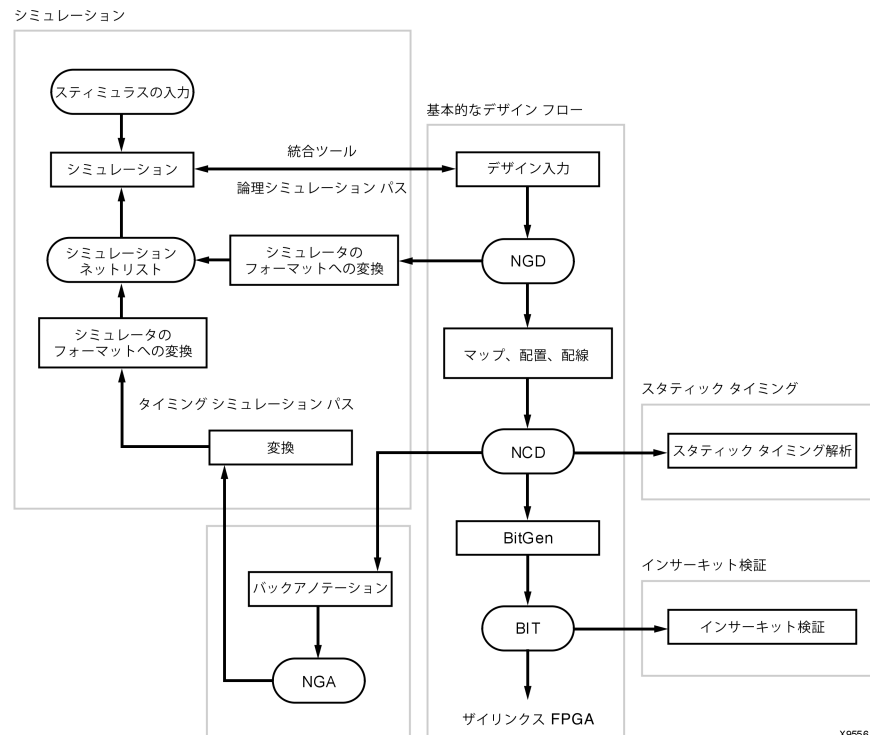 シミュレーション
スティミュラスの入力
基本的なデザイン フロー
統合ツール
シミュレーション
デザイン入力
論理シミュレーション パス
シミュレーション
ネットリスト
シミュレータの
フォーマットへの変換
NGD
シミュレータの
フォーマットへの変換
マップ、配置、配線
タイミング シミュレーション パス
スタティック タイミング
変換
NCD
スタティック タイミング解析
BitGen
インサーキット検証
バックアノテーション
BIT
インサーキット検証
NGA
ザイリンクス FPGA
X9556